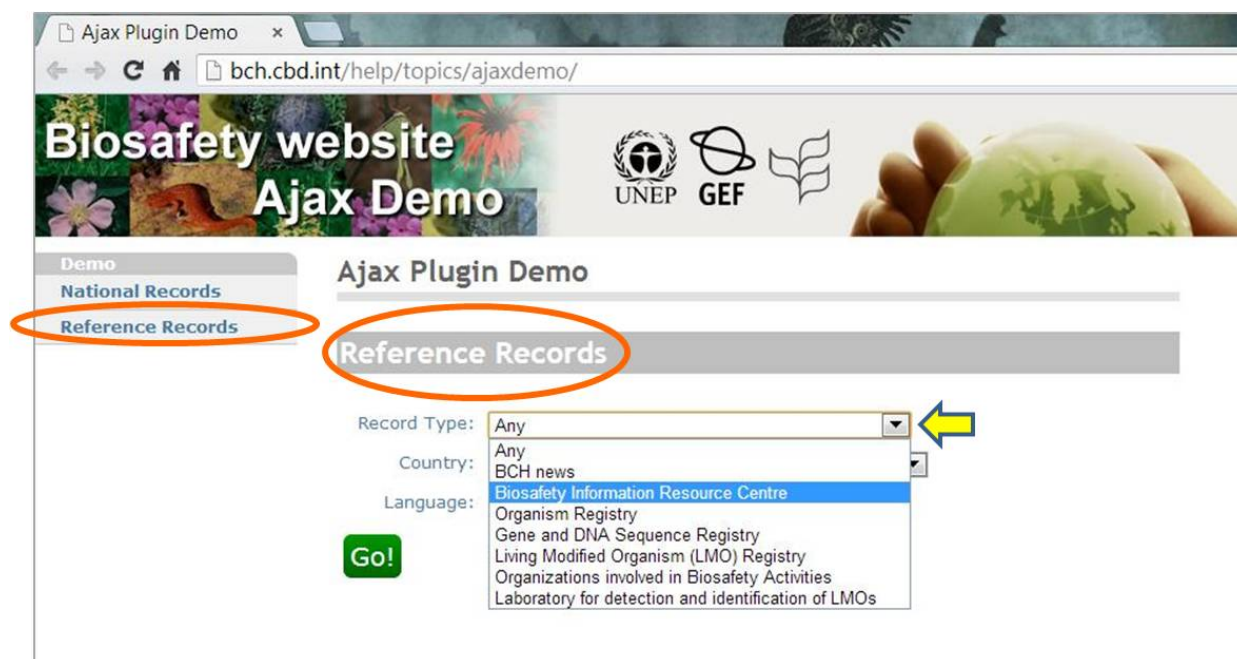 Ajax Plugin Demo ×
bch.cbd.int/help/topics/ajaxdemo/
Biosafety website
Ajax Demo
UNEP GEF
Demo
National Records
Reference Records
Ajax Plugin Demo
Reference Records
Record Type: Any
Country:
Language:
Any
BCH news
Biosafety Information Resource Centre
Organism Registry
Gene and DNA Sequence Registry
Living Modified Organism (LMO) Registry
Organizations involved in Biosafety Activities
Laboratory for detection and identification of LMOs
Go!